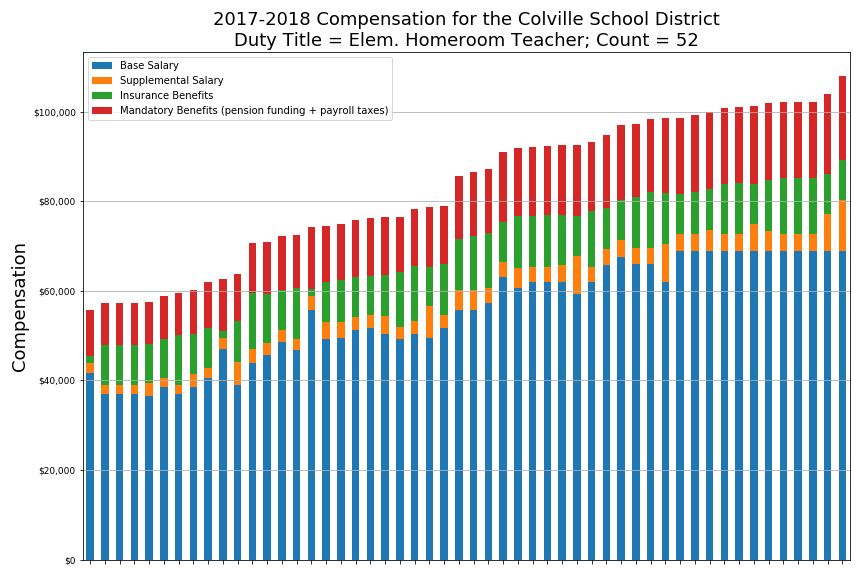 2017-2018 Compensation for the Colville School District
Duty Title = Elem. Homeroom Teacher; Count = 52
Base Salary
Supplemental Salary
Insurance Benefits
Mandatory Benefits (pension funding + payroll taxes)
Compensation
$100,000
$80,000
$60,000
$40,000
$20,000
$0